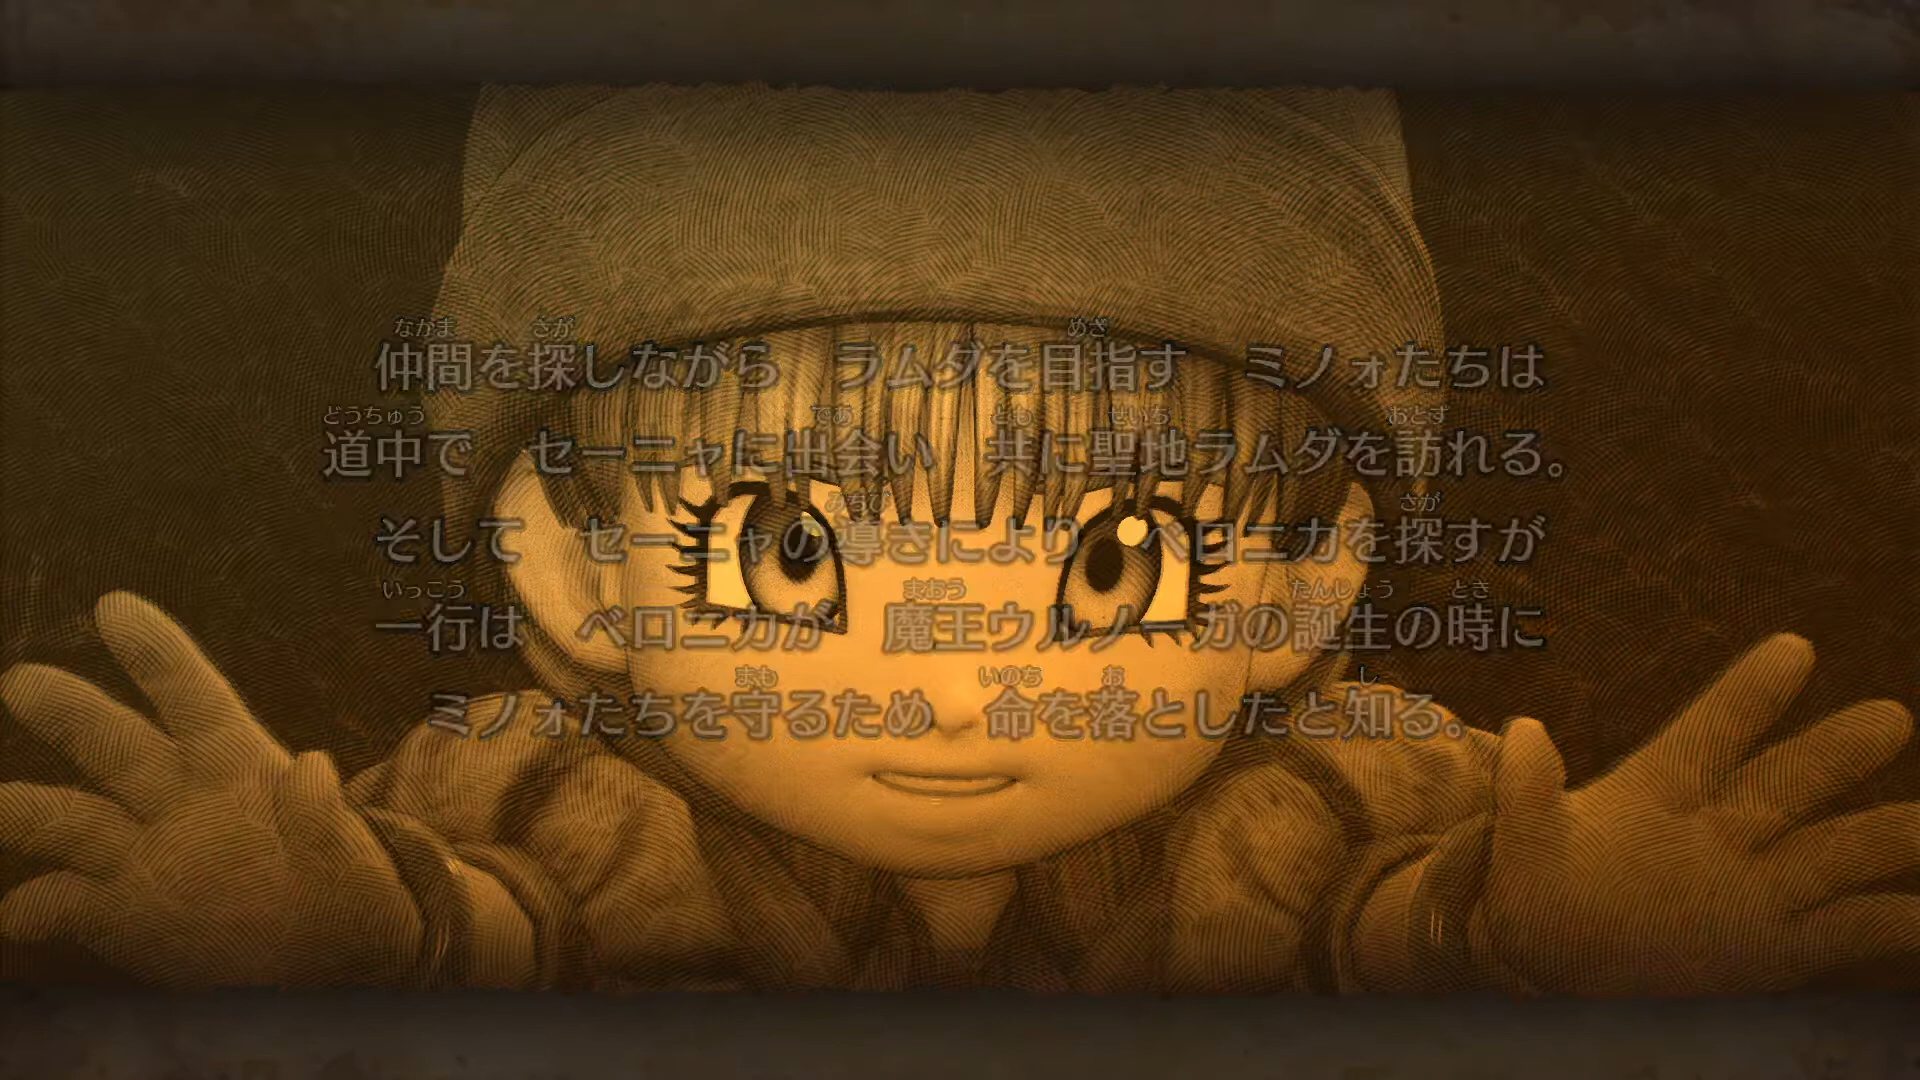 仲間を探しながら　ラムダを目指す　ミノォたちは
道中で　セーニャに出会い　共に聖地ラムダを訪れる。
そして　セーニャの導きにより　ベロニカを探すが
一行は　ベロニカが　魔王ウルノーガの誕生の時に
ミノォたちを守るため　命を落としたと知る。